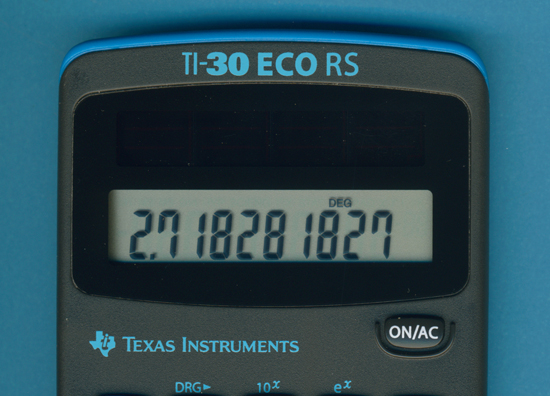 TI-30 ECO RS
DEG
2.718281827
ON/AC
TEXAS INSTRUMENTS
DRG► 10ˣ eˣ